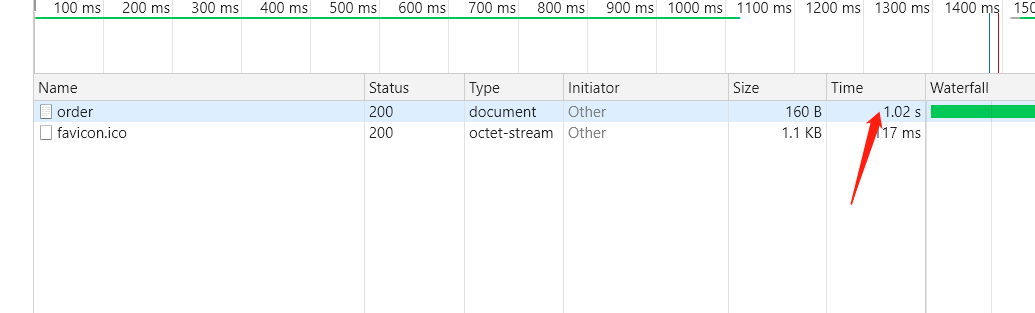 100 ms 200 ms 300 ms 400 ms 500 ms 600 ms 700 ms 800 ms 900 ms 1000 ms 1100 ms 1200 ms 1300 ms 1400 ms 150
Name Status Type Initiator Size Time Waterfall
order 200 document Other 160 B 1.02 s
favicon.ico 200 octet-stream Other 1.1 KB 117 ms